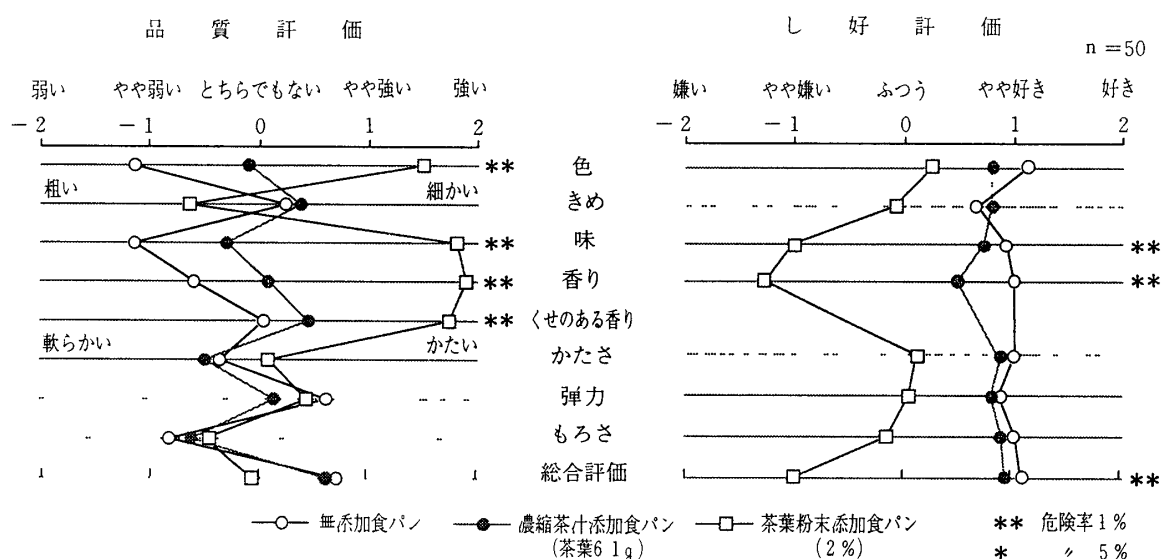 品質評価
し好評価
n=50
弱い やや弱い とちらでもない やや強い 強い
嫌い やや嫌い ふつう やや好き 好き
-2 -1 0 1 2
-2 -1 0 1 2
** 色
粗い 細かい きめ
** 味 **
** 香り **
** くせのある香り
軟らかい かたい かたさ
弾力
もろさ
総合評価 **
無添加食パン 濃縮茶汁添加食パン 茶葉粉末添加食パン ** 危険率1%
(茶葉61g) (2%) * 〃 5%